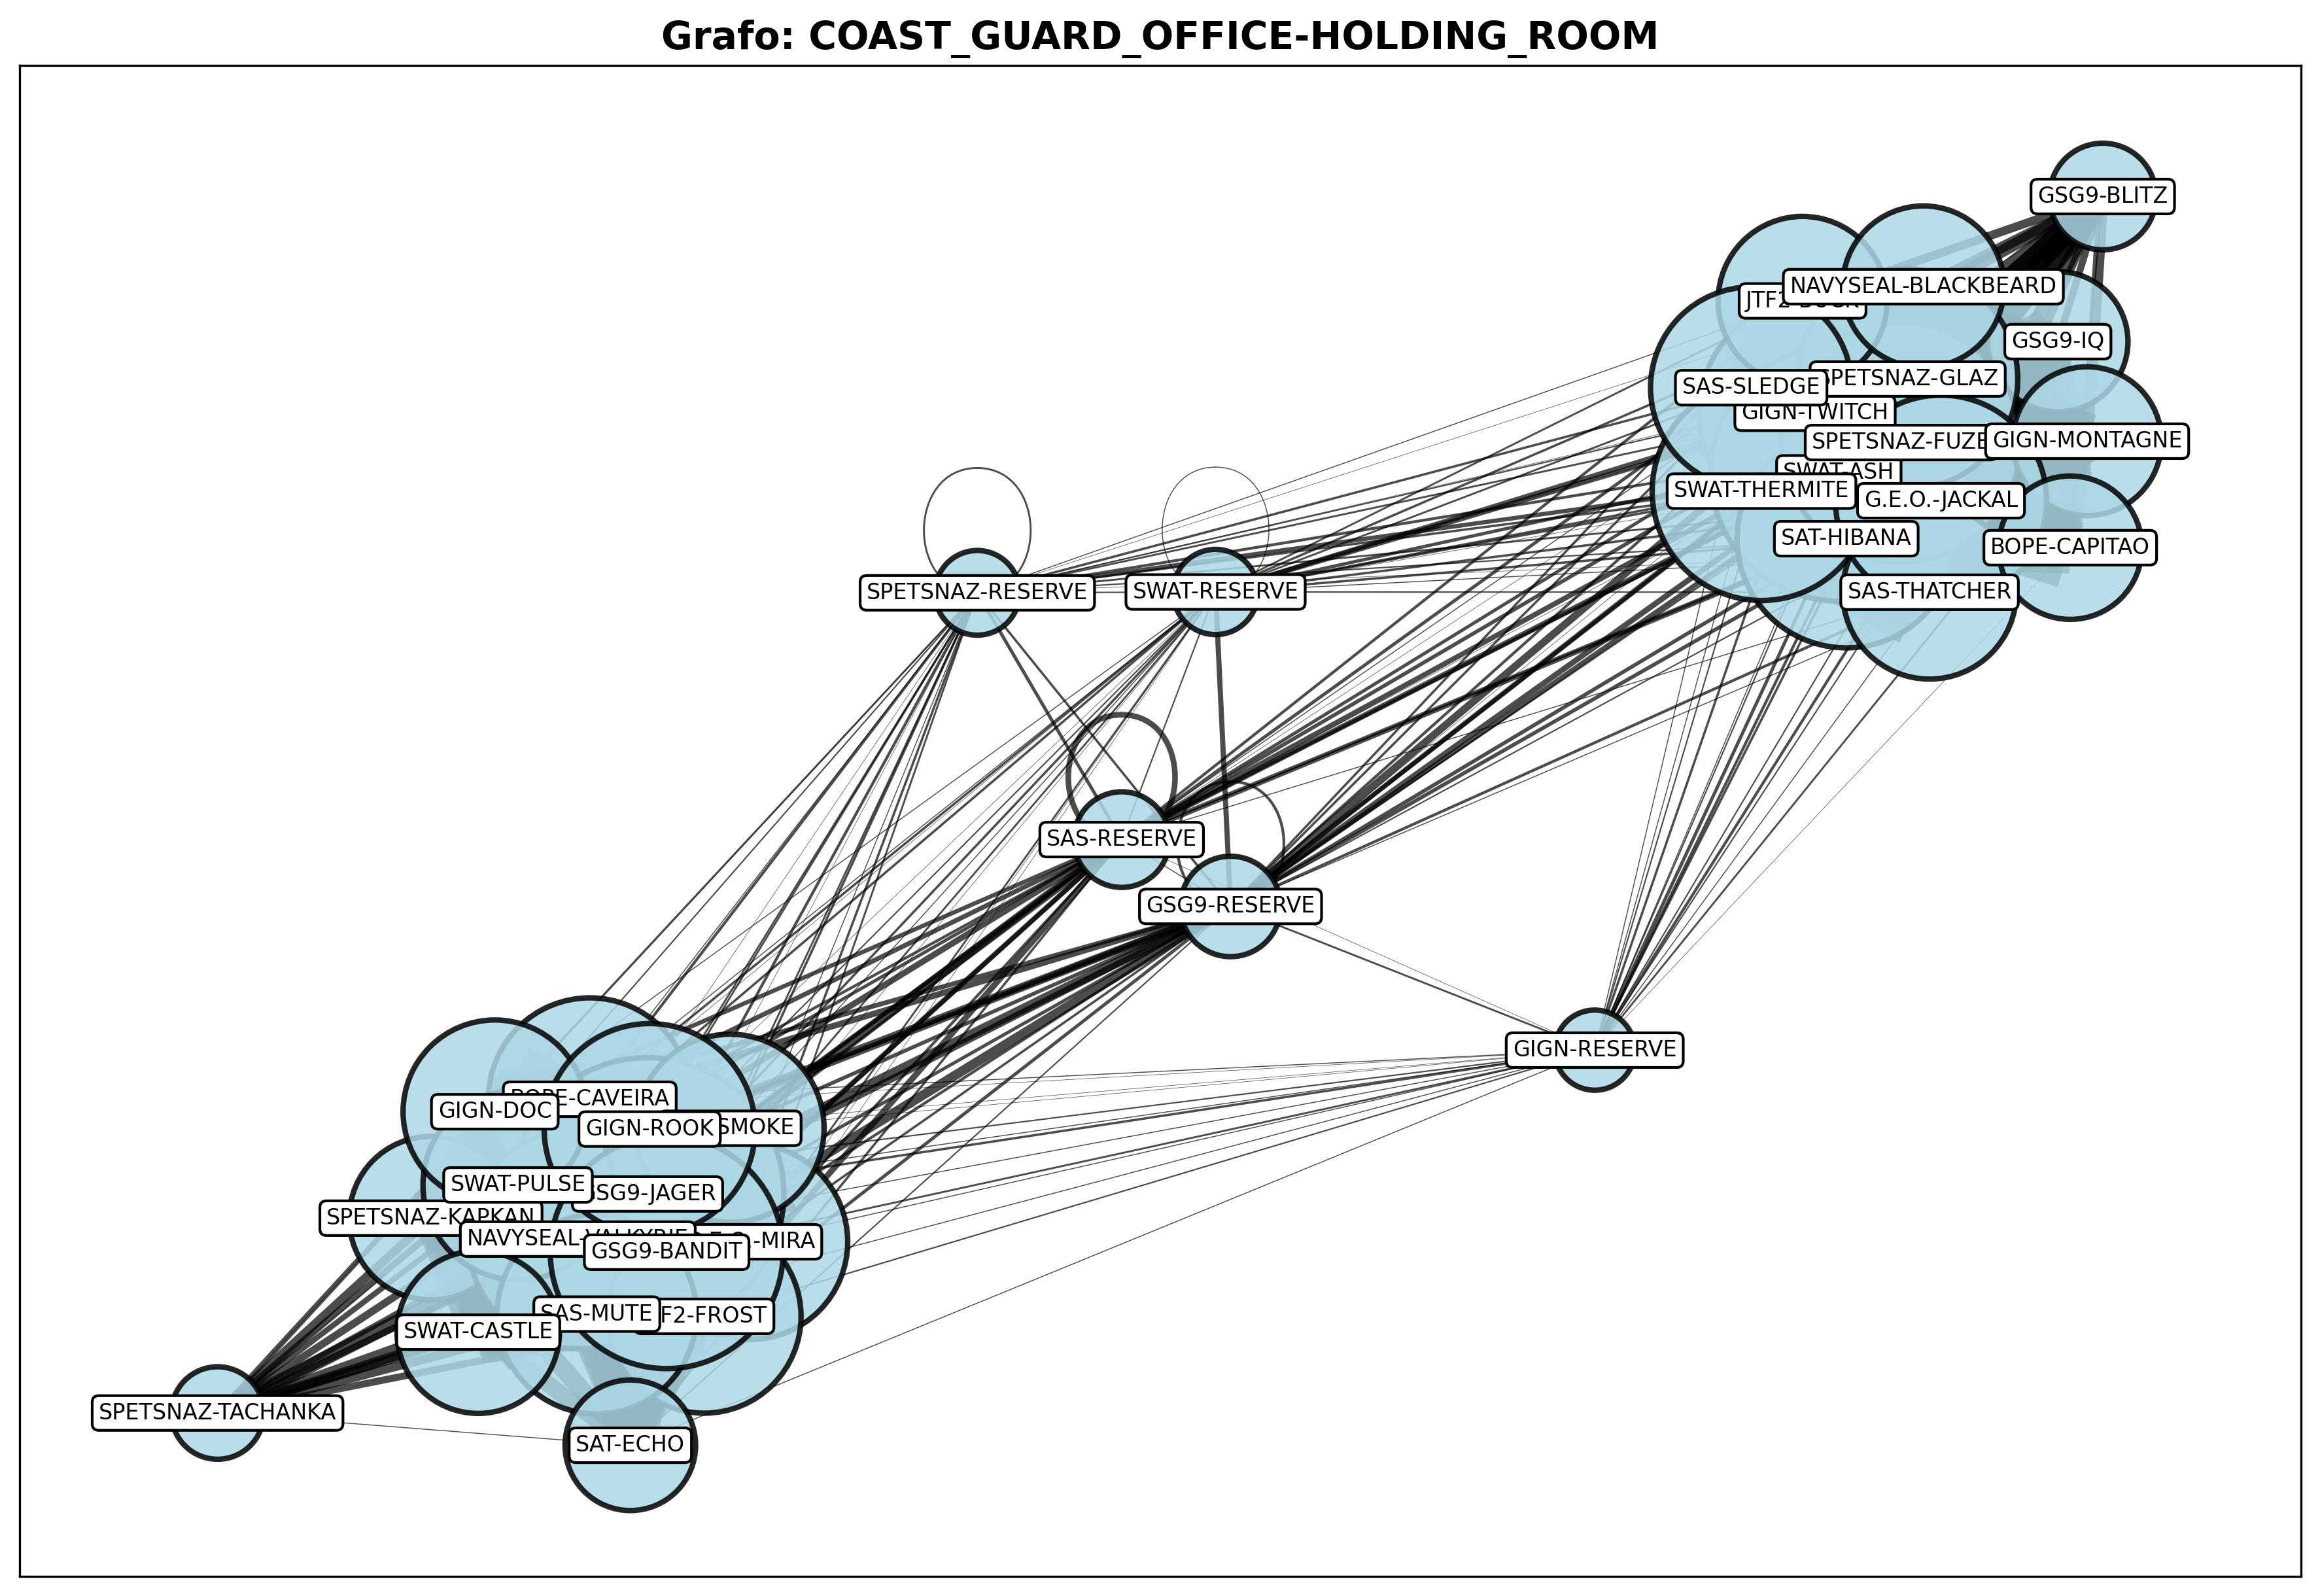 Grafo: COAST_GUARD_OFFICE-HOLDING_ROOM
GSG9-BLITZ
NAVYSEAL-BLACKBEARD
GSG9-IQ
SPETSNAZ-GLAZ
SAS-SLEDGE
GIGN-TWITCH
SPETSNAZ-FUZE
GIGN-MONTAGNE
SWAT-ASH
SWAT-THERMITE
G.E.O.-JACKAL
SAT-HIBANA
BOPE-CAPITAO
SAS-THATCHER
SPETSNAZ-RESERVE
SWAT-RESERVE
SAS-RESERVE
GSG9-RESERVE
GIGN-RESERVE
BOPE-CAVEIRA
GIGN-DOC
GIGN-ROOK
SMOKE
SWAT-PULSE
GSG9-JAGER
SPETSNAZ-KAPKAN
NAVYSEAL-VALKYRIE
-MIRA
GSG9-BANDIT
SAS-MUTE
F2-FROST
SWAT-CASTLE
SPETSNAZ-TACHANKA
SAT-ECHO